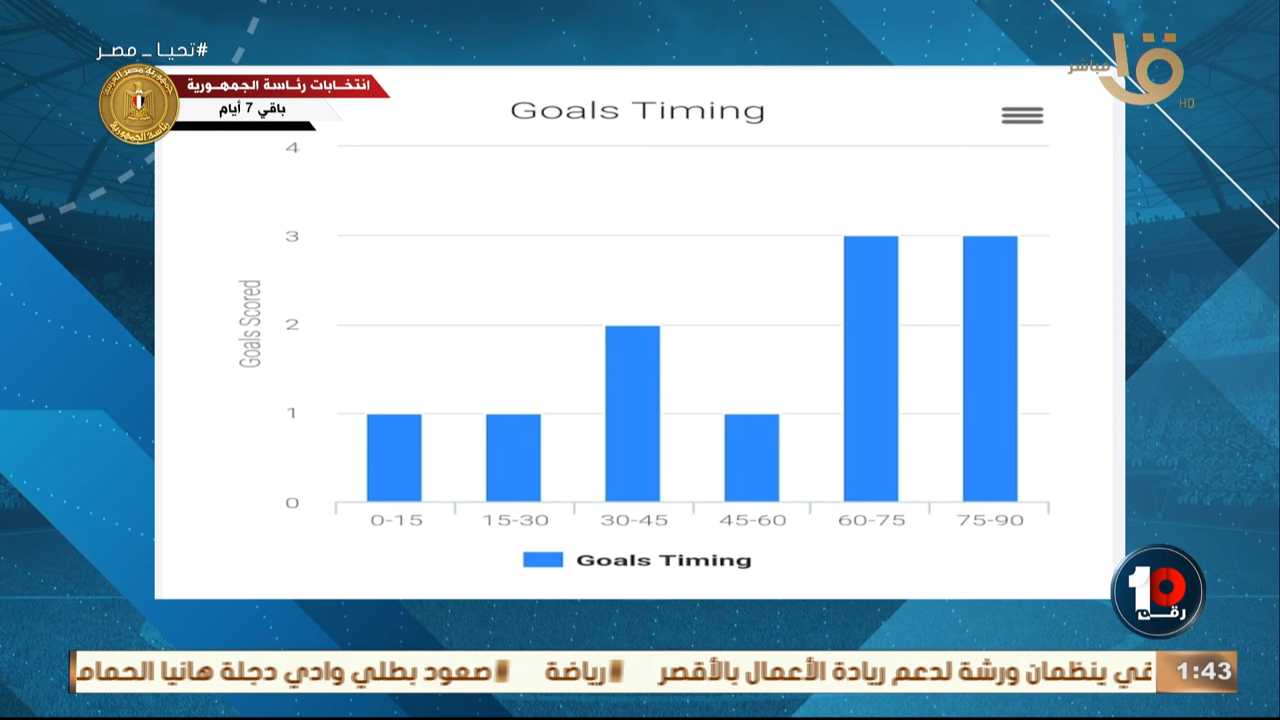 #تحيا_مصر
انتخابات رئاسة الجمهورية
باقي 7 أيام
مباشر
HD
Goals Timing
Goals Scored
4
3
2
1
0
0-15 15-30 30-45 45-60 60-75 75-90
Goals Timing
رقم 10
1:43
في ينظمان ورشة لدعم ريادة الأعمال بالأقصر رياضة صعود بطلي وادي دجلة هانيا الحمام